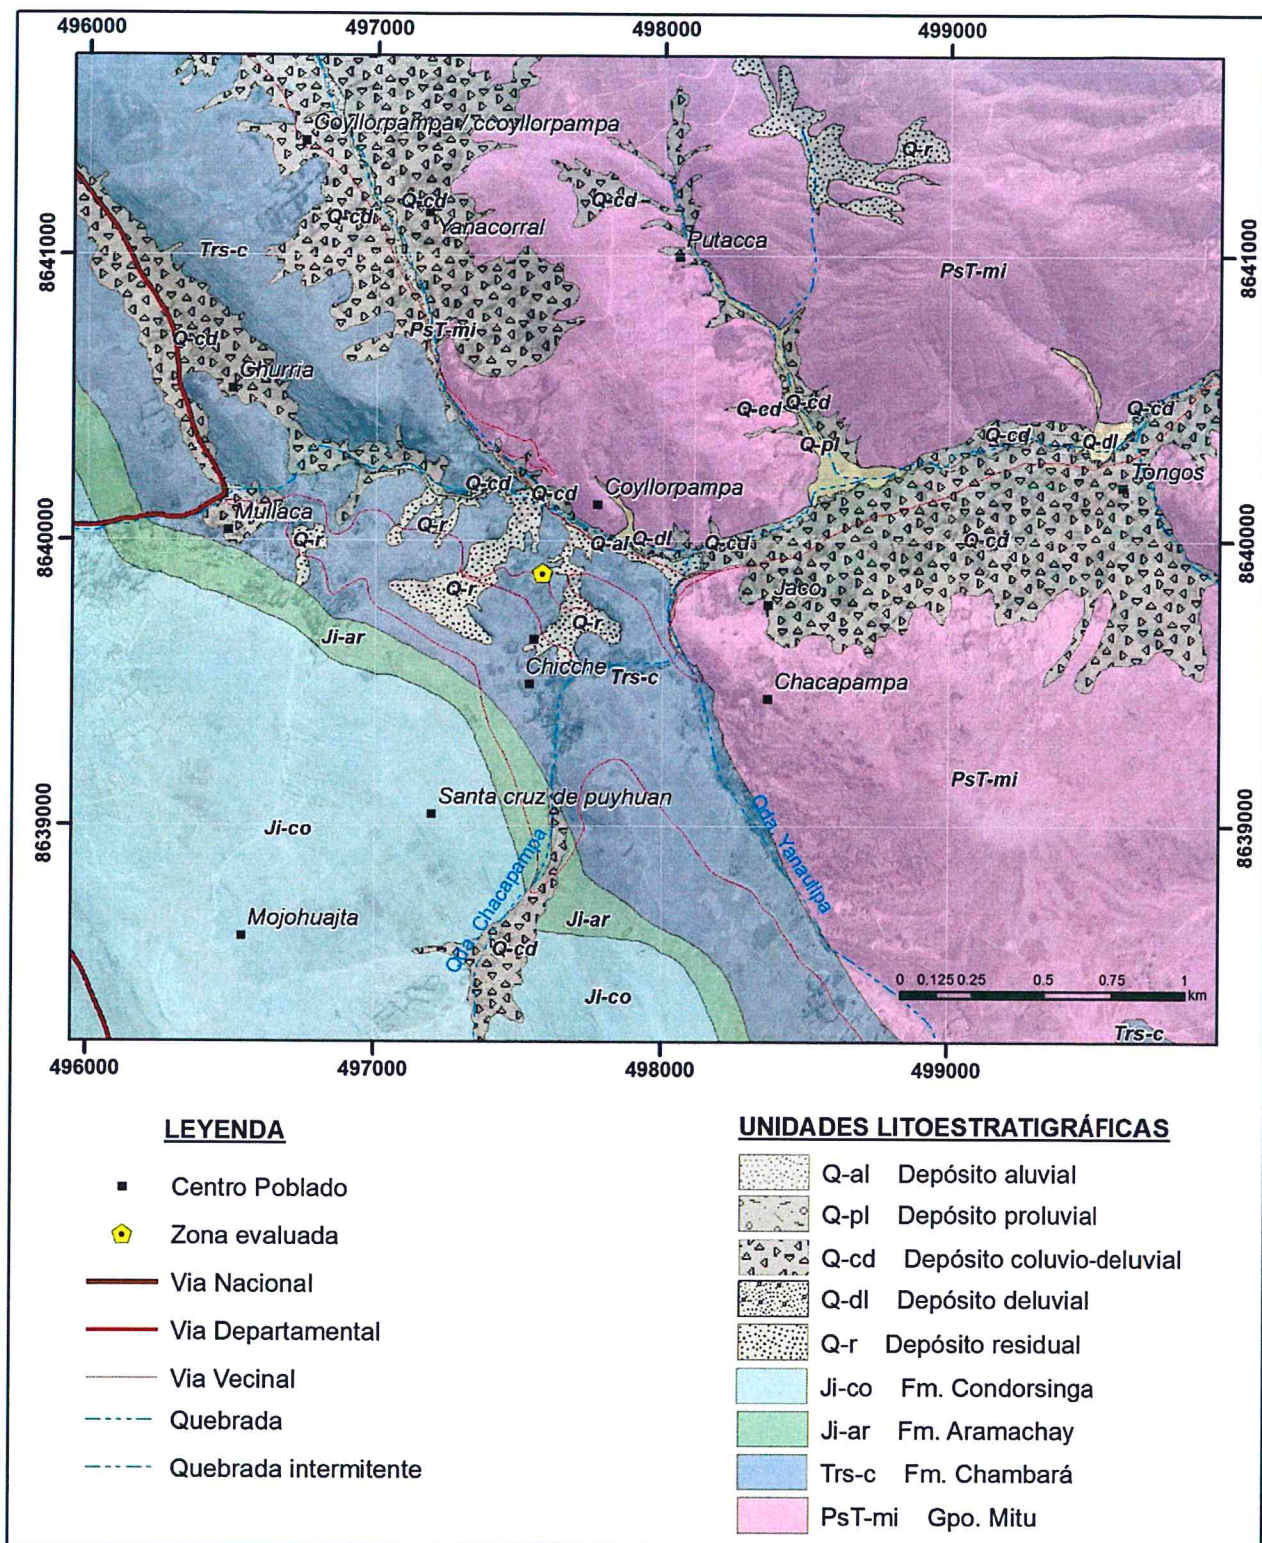 496000 497000 498000 499000
Coyllorpampa / ccoyllorpampa
Q-r
Q-cd
Q-cd
Q-cd
Yanacorral
Putacca
Trs-c
8641000
8641000
PsT-mi
PsT-mi
Q-cd
Churria
Q-cd
Q-cd
Q-cd
Q-cd
Q-pl
Q-dl
Tongos
Q-cd
Q-cd
Coyllorpampa
Mullaca
Q-r
Q-r
Q-al
Q-dl
Q-cd
Q-cd
8640000
8640000
Q-r
Jaco
Q-r
Ji-ar
Chicche
Trs-c
Chacapampa
PsT-mi
Santa cruz de puyhuan
Ji-co
8639000
8639000
Qda. Chacapampa
Qda. Yanautipa
Mojohuajta
Ji-ar
Q-cd
Ji-co
0 0,125 0,25 0,5 0,75 1
km
Trs-c
496000 497000 498000 499000
LEYENDA
Centro Poblado
Zona evaluada
Via Nacional
Via Departamental
Via Vecinal
Quebrada
Quebrada intermitente
UNIDADES LITOESTRATIGRÁFICAS
Q-al Depósito aluvial
Q-pl Depósito proluvial
Q-cd Depósito coluvio-deluvial
Q-dl Depósito deluvial
Q-r Depósito residual
Ji-co Fm. Condorsinga
Ji-ar Fm. Aramachay
Trs-c Fm. Chambará
PsT-mi Gpo. Mitu